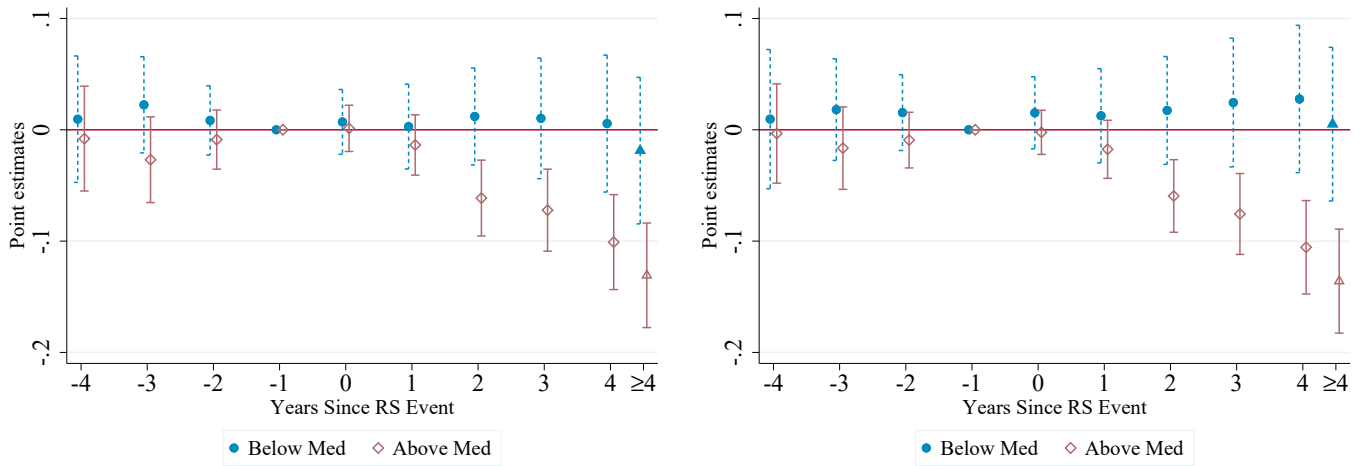 .1
0
-.1
-.2
Point estimates
-4 -3 -2 -1 0 1 2 3 4 ≥4
Years Since RS Event
Below Med Above Med
.1
0
-.1
-.2
Point estimates
-4 -3 -2 -1 0 1 2 3 4 ≥4
Years Since RS Event
Below Med Above Med